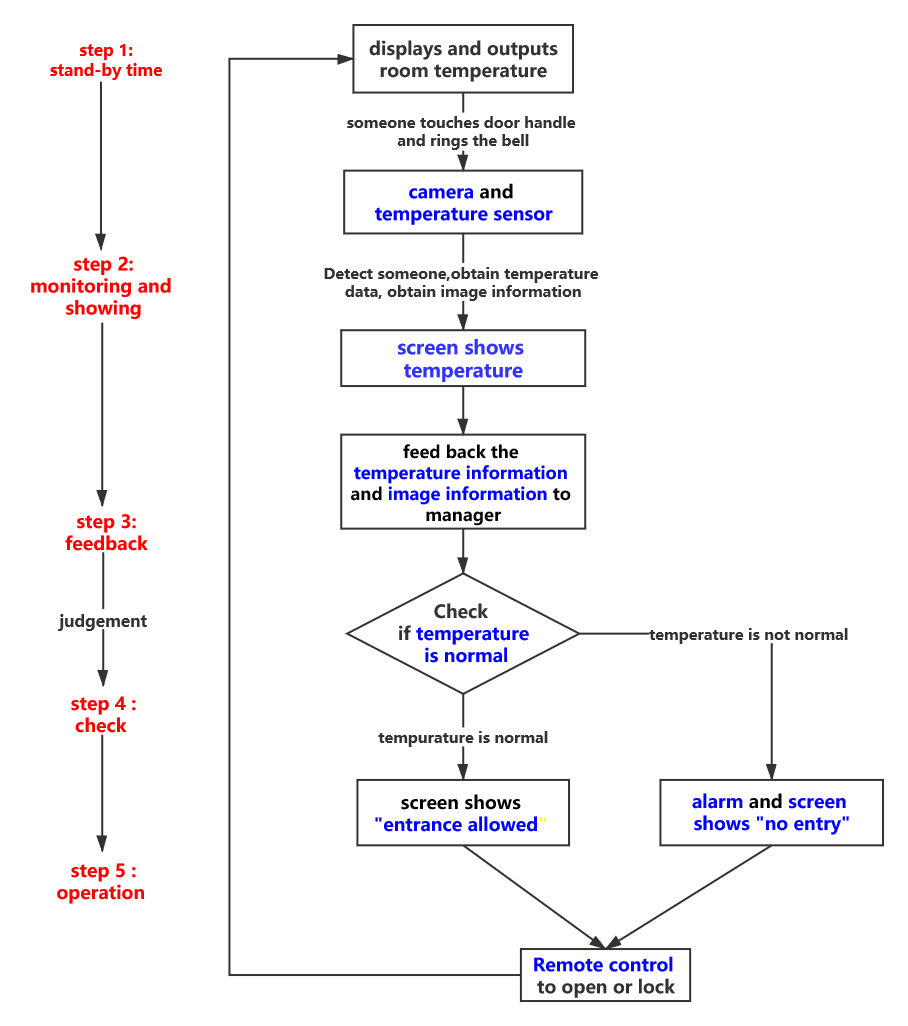 step 1:
stand-by time
step 2:
monitoring and
showing
step 3:
feedback
judgement
step 4 :
check
step 5 :
operation
displays and outputs
room temperature
someone touches door handle
and rings the bell
camera and
temperature sensor
Detect someone,obtain temperature
data, obtain image information
screen shows
temperature
feed back the
temperature information
and image information to
manager
Check
if temperature
is normal
temperature is not normal
tempurature is normal
screen shows
"entrance allowed"
alarm and screen
shows "no entry"
Remote control
to open or lock